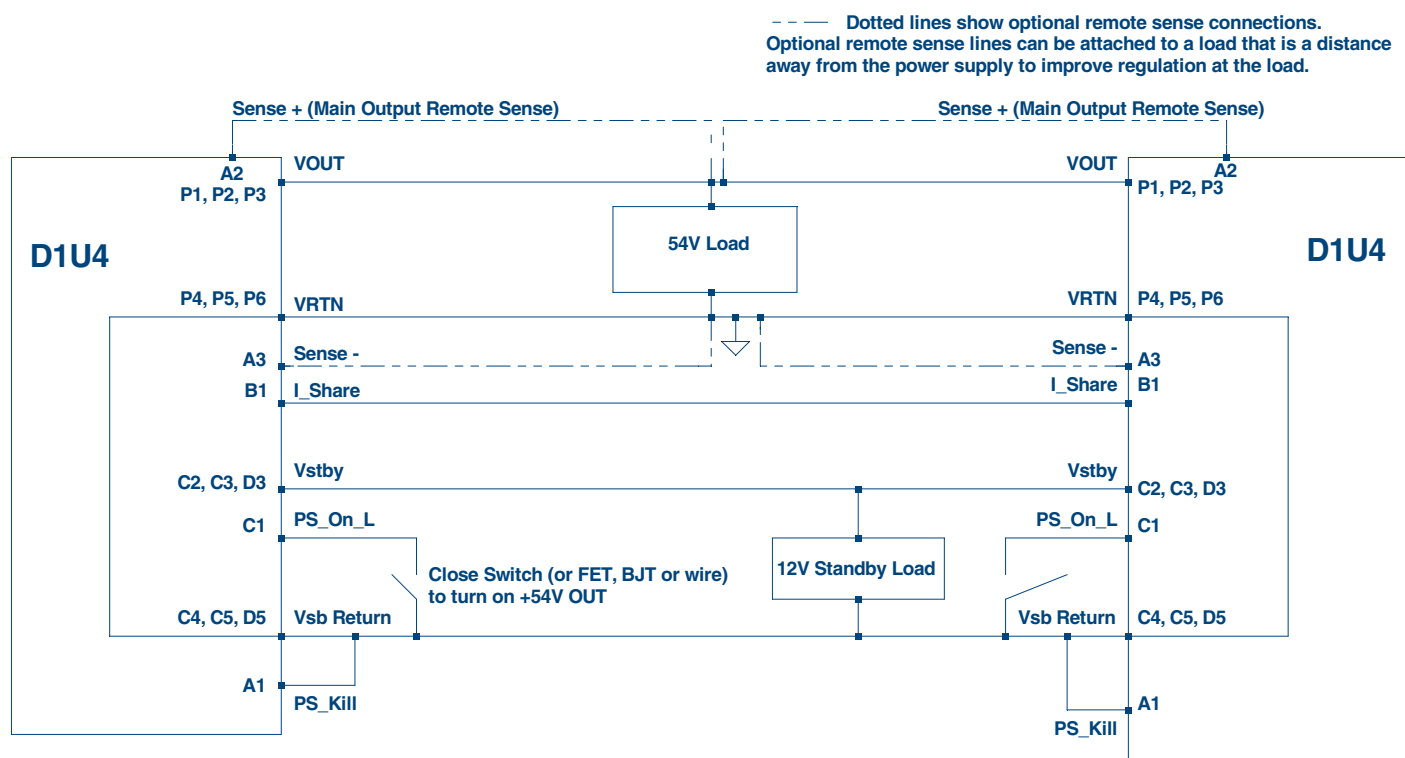 Dotted lines show optional remote sense connections.
Optional remote sense lines can be attached to a load that is a distance
away from the power supply to improve regulation at the load.
Sense + (Main Output Remote Sense)
Sense + (Main Output Remote Sense)
A2
VOUT
VOUT
A2
P1, P2, P3
P1, P2, P3
D1U4
54V Load
D1U4
P4, P5, P6
VRTN
VRTN
P4, P5, P6
A3
Sense -
Sense -
A3
B1
I_Share
I_Share
B1
C2, C3, D3
Vstby
Vstby
C2, C3, D3
C1
PS_On_L
PS_On_L
C1
Close Switch (or FET, BJT or wire)
to turn on +54V OUT
12V Standby Load
C4, C5, D5
Vsb Return
Vsb Return
C4, C5, D5
A1
PS_Kill
A1
PS_Kill